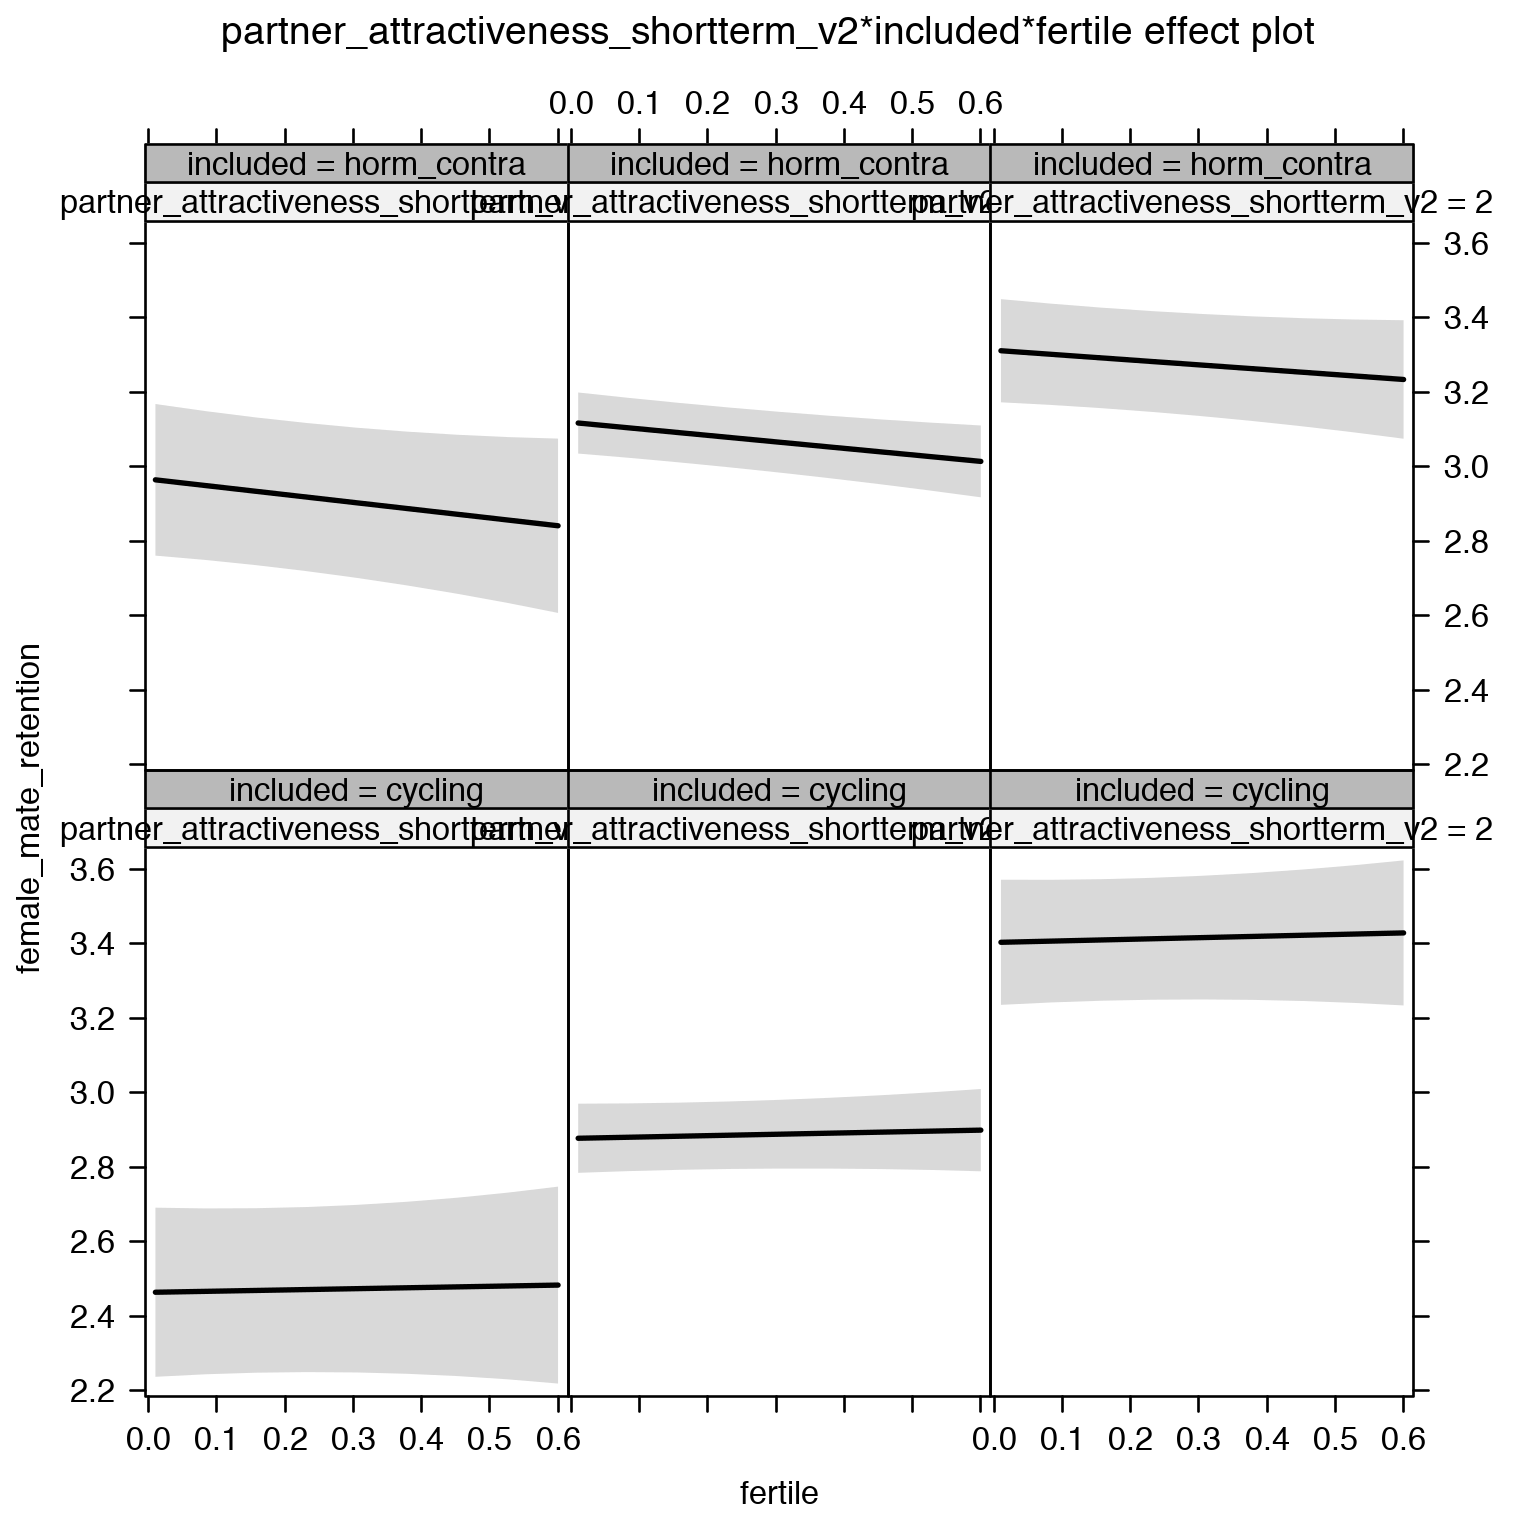 partner_attractiveness_shortterm_v2*included*fertile effect plot
0.0 0.1 0.2 0.3 0.4 0.5 0.6
included = horm_contra included = horm_contra included = horm_contra
partner_attractiveness_shortterm_v partner_attractiveness_shortterm_v2 partner_attractiveness_shortterm_v2 = 2
3.6
3.4
3.2
3.0
2.8
2.6
2.4
2.2
female_mate_retention
included = cycling included = cycling included = cycling
partner_attractiveness_shortterm_v partner_attractiveness_shortterm_v2 partner_attractiveness_shortterm_v2 = 2
3.6
3.4
3.2
3.0
2.8
2.6
2.4
2.2
0.0 0.1 0.2 0.3 0.4 0.5 0.6 0.0 0.1 0.2 0.3 0.4 0.5 0.6
fertile